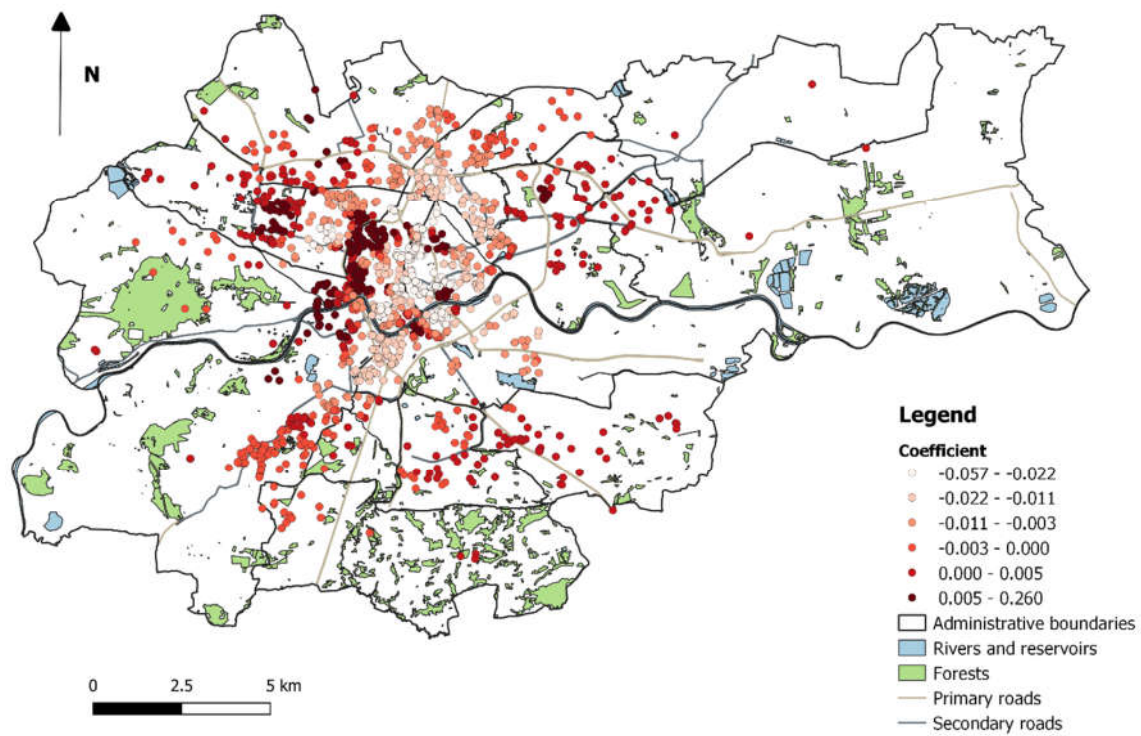 N
Legend
Coefficient
-0.057 - -0.022
-0.022 - -0.011
-0.011 - -0.003
-0.003 - 0.000
0.000 - 0.005
0.005 - 0.260
Administrative boundaries
Rivers and reservoirs
Forests
Primary roads
Secondary roads
0 2.5 5 km